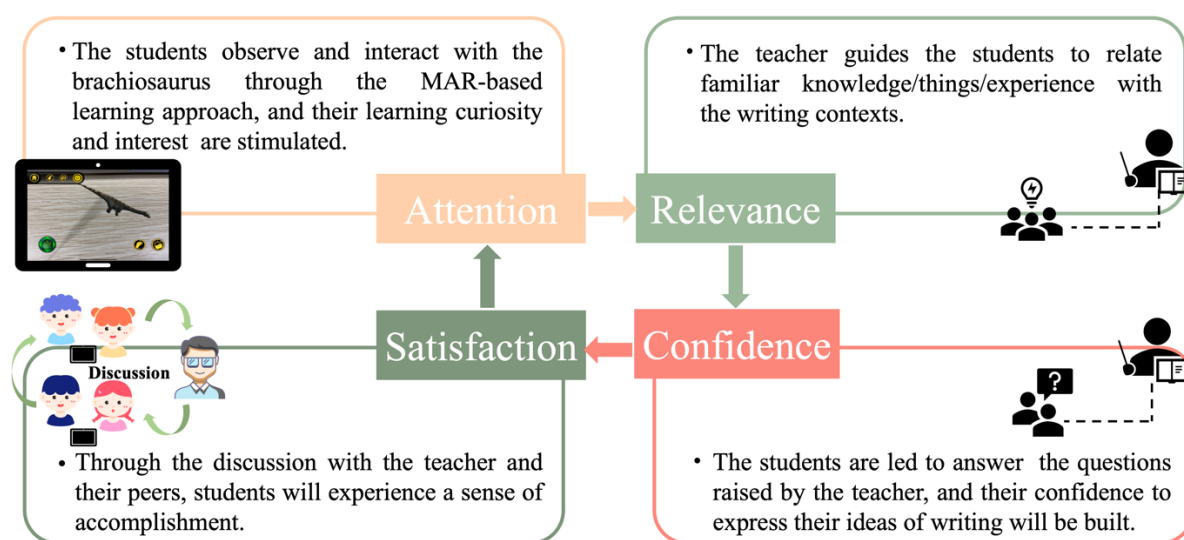 • The students observe and interact with the
brachiosaurus through the MAR-based
learning approach, and their learning curiosity
and interest are stimulated.
• The teacher guides the students to relate
familiar knowledge/things/experience with
the writing contexts.
Attention
Relevance
Satisfaction
Confidence
Discussion
?
• Through the discussion with the teacher and
their peers, students will experience a sense of
accomplishment.
• The students are led to answer the questions
raised by the teacher, and their confidence to
express their ideas of writing will be built.